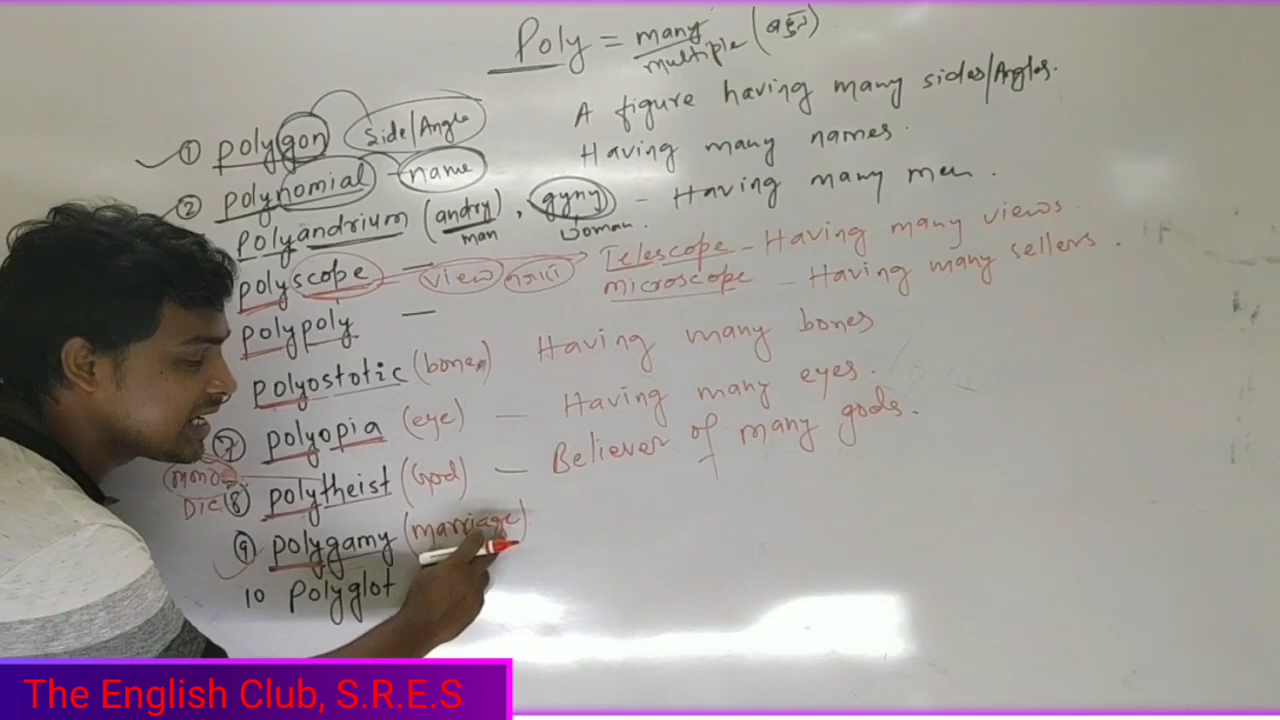 Poly = many/multiple (বহু)
① polygon Side/Angle A figure having many sides/Angles.
② polynomial - name Having many names.
Polyandrium (andry) man, gyny woman. - Having many men.
polyscope - view Telescope - Having many views
polypoly - microscope - Having many sellers.
polyostotic (bone) Having many bones
⑦ polyopia (eye) - Having many eyes.
mono
Dic ⑧ polytheist (God) - Believer of many gods.
⑨ polygamy (marriage)
10 Polyglot
The English Club, S.R.E.S